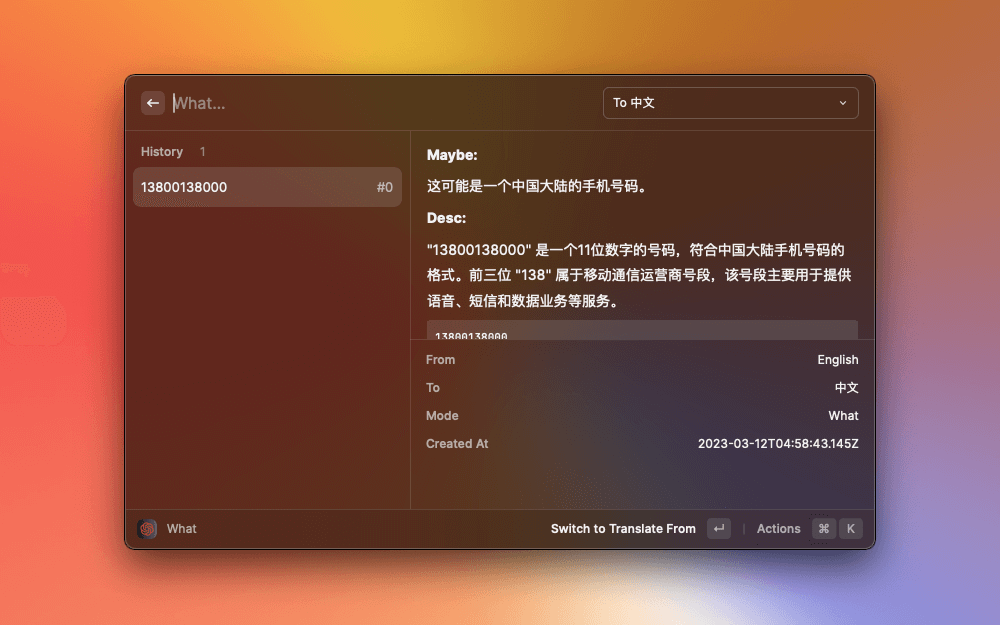 What...
To 中文
History 1
13800138000 #0
Maybe:
这可能是一个中国大陆的手机号码。
Desc:
"13800138000" 是一个11位数字的号码，符合中国大陆手机号码的
格式。前三位 "138" 属于移动通信运营商号段，该号段主要用于提供
语音、短信和数据业务等服务。
13800138000
From English
To 中文
Mode What
Created At 2023-03-12T04:58:43.145Z
What Switch to Translate From ↵ Actions ⌘ K